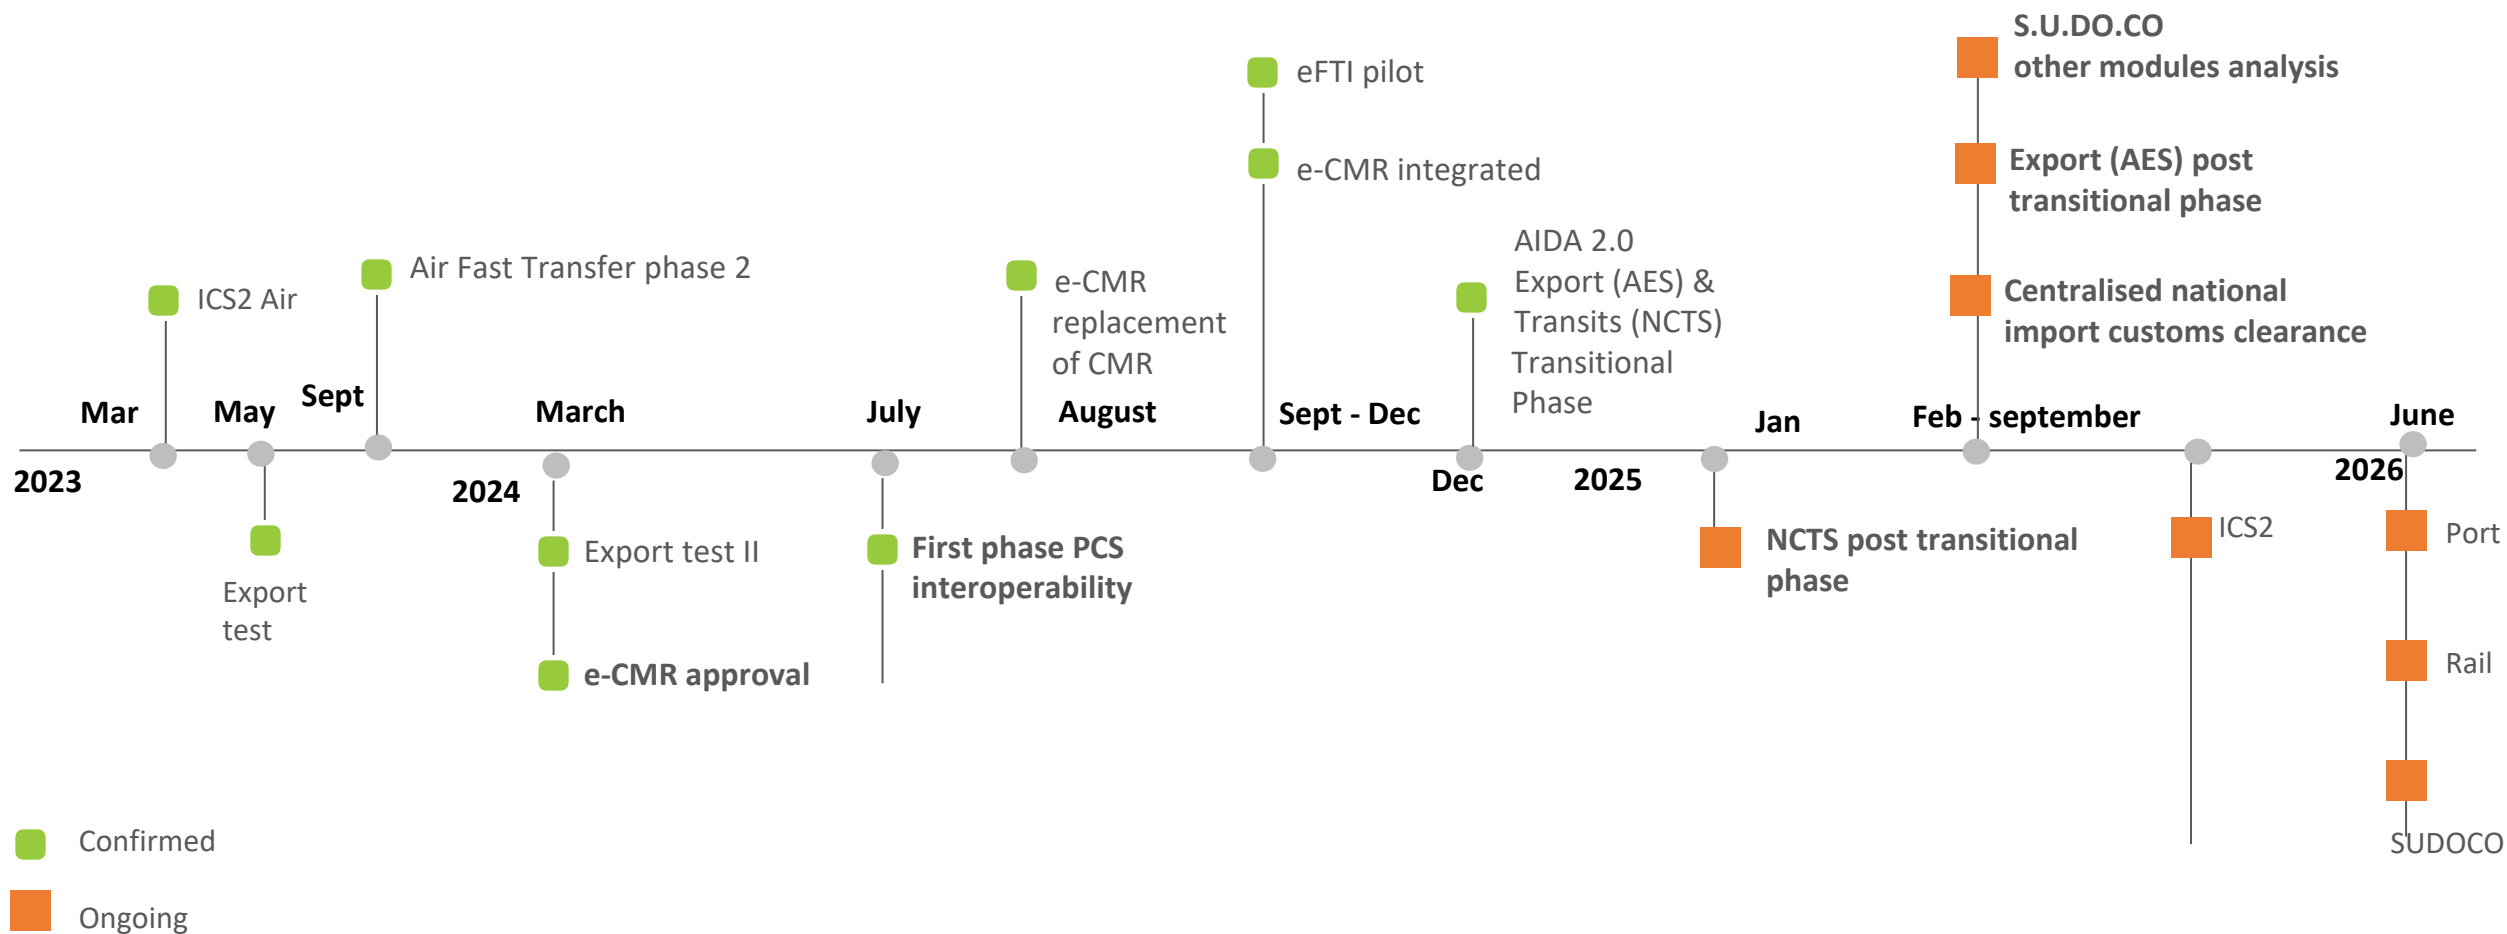 S.U.DO.CO
other modules analysis
eFTI pilot
e-CMR integrated
Export (AES) post
transitional phase
AIDA 2.0
Export (AES) &
Transits (NCTS)
Transitional
Phase
Air Fast Transfer phase 2
ICS2 Air
e-CMR
replacement
of CMR
Centralised national
import customs clearance
Mar
May
Sept
March
July
August
Sept - Dec
Jan
Feb - september
June
2023
2024
Dec
2025
2026
Export
test
Export test II
e-CMR approval
First phase PCS
interoperability
NCTS post transitional
phase
ICS2
Port
Rail
SUDOCO
Confirmed
Ongoing